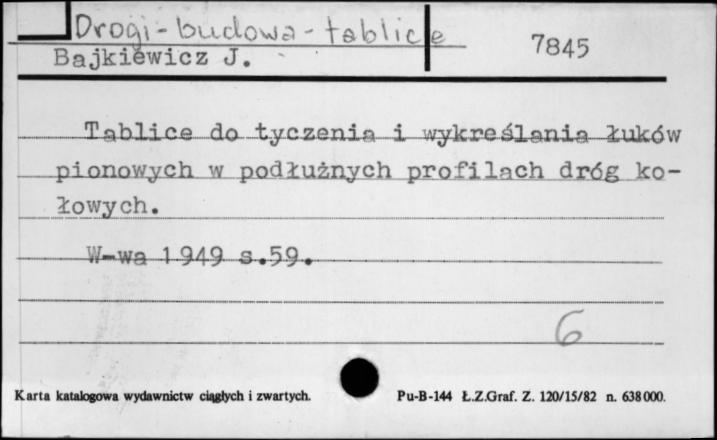 Drogi - budowa - tablice
7845
Bajkiewicz J.
Tablice do tyczenia i wykreślania łuków
pionowych w podłużnych profilach dróg ko-
łowych.
W-wa 1949 s.59.
6
Karta katalogowa wydawnictw ciągłych i zwartych.
Pu-B-144 Ł.Z.Graf. Z. 120/15/82 n. 638000.